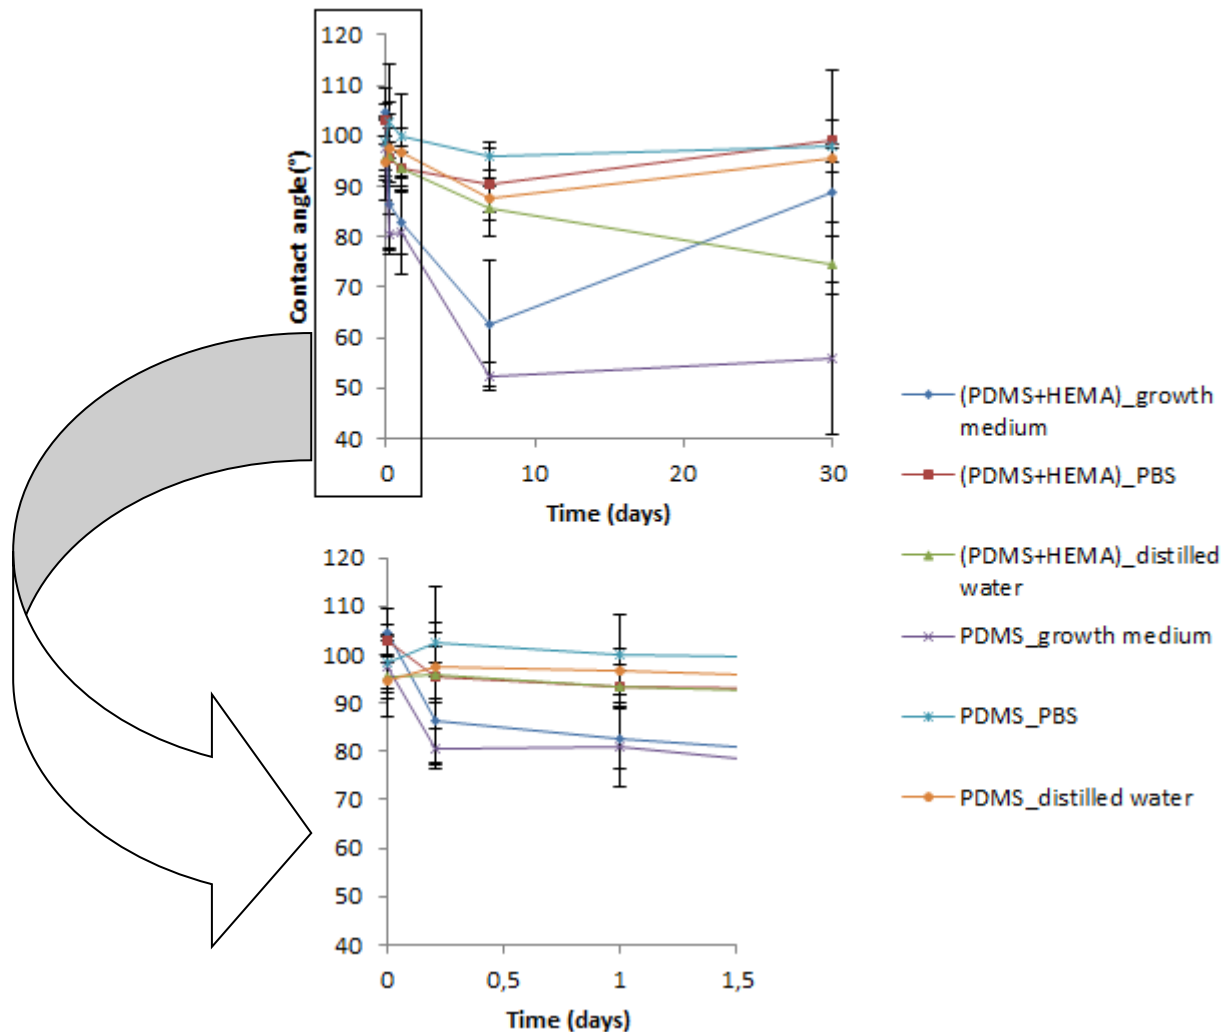 120
110
100
90
80
70
60
50
40
Contact angle(°)
0 10 20 30
Time (days)
120
110
100
90
80
70
60
50
40
0 0,5 1 1,5
Time (days)
(PDMS+HEMA)_growth
medium
(PDMS+HEMA)_PBS
(PDMS+HEMA)_distilled
water
PDMS_growth medium
PDMS_PBS
PDMS_distilled water